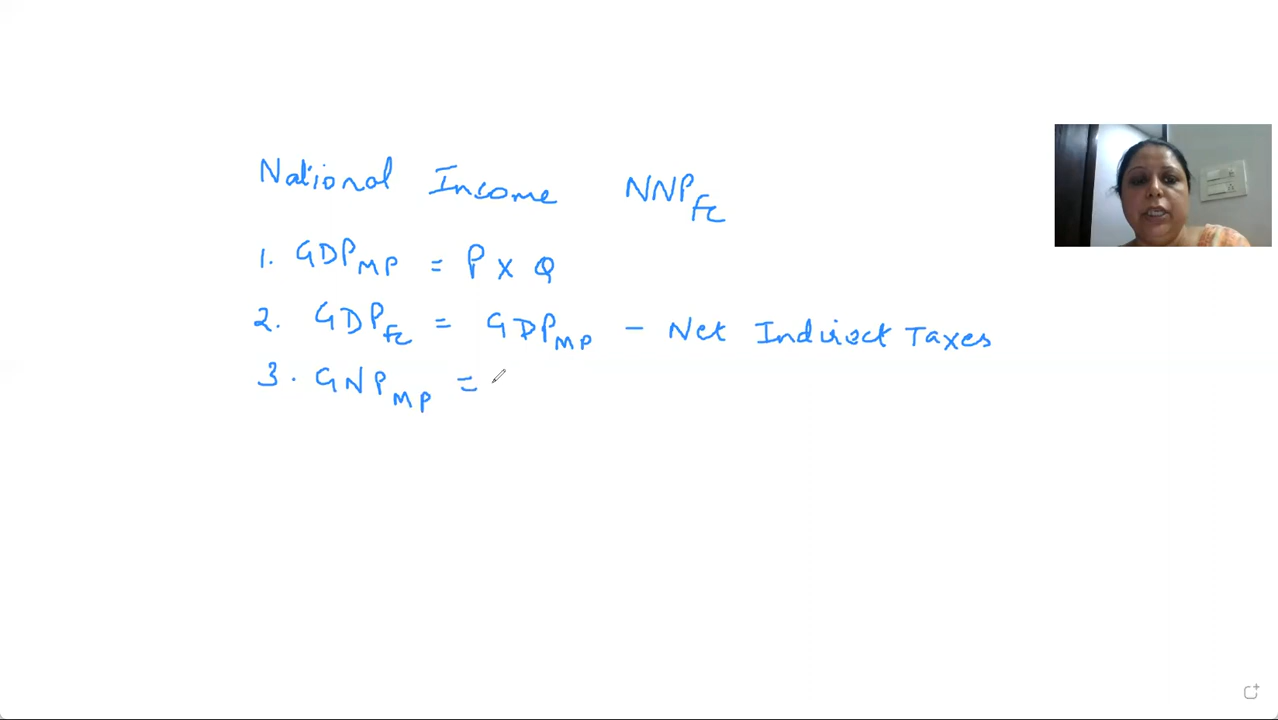 National Income NNPFC
1. GDPMP = P x Q
2. GDPFC = GDPMP - Net Indirect Taxes
3. GNPMP =